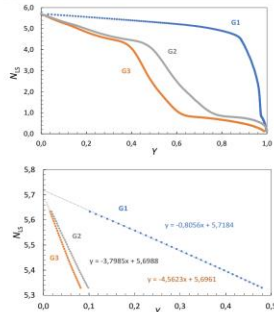 6,0
5,0
4,0
3,0
2,0
1,0
0,0
N_LS
G1
G2
G3
0,0 0,2 0,4 0,6 0,8 1,0
Y
5,8
5,7
5,6
5,5
5,4
5,3
N_LS
G1
G2
G3
y = -0,8056x + 5,7184
y = -3,7985x + 5,6988
y = -4,5623x + 5,6961
0,0 0,1 0,2 0,3 0,4 0,5
Y